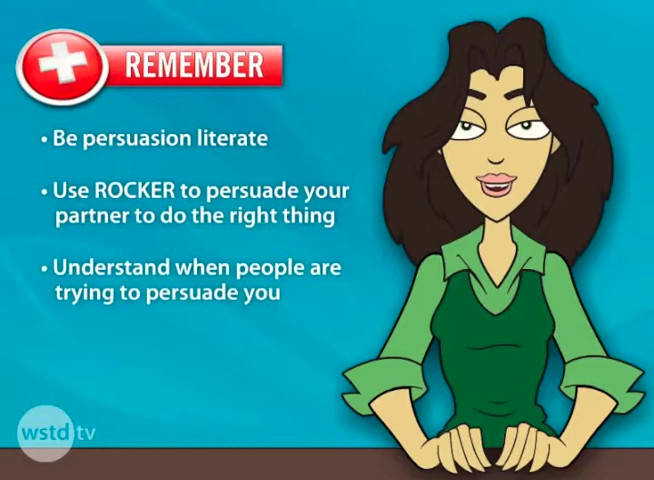 REMEMBER
• Be persuasion literate
• Use ROCKER to persuade your
partner to do the right thing
• Understand when people are
trying to persuade you
wstd tv